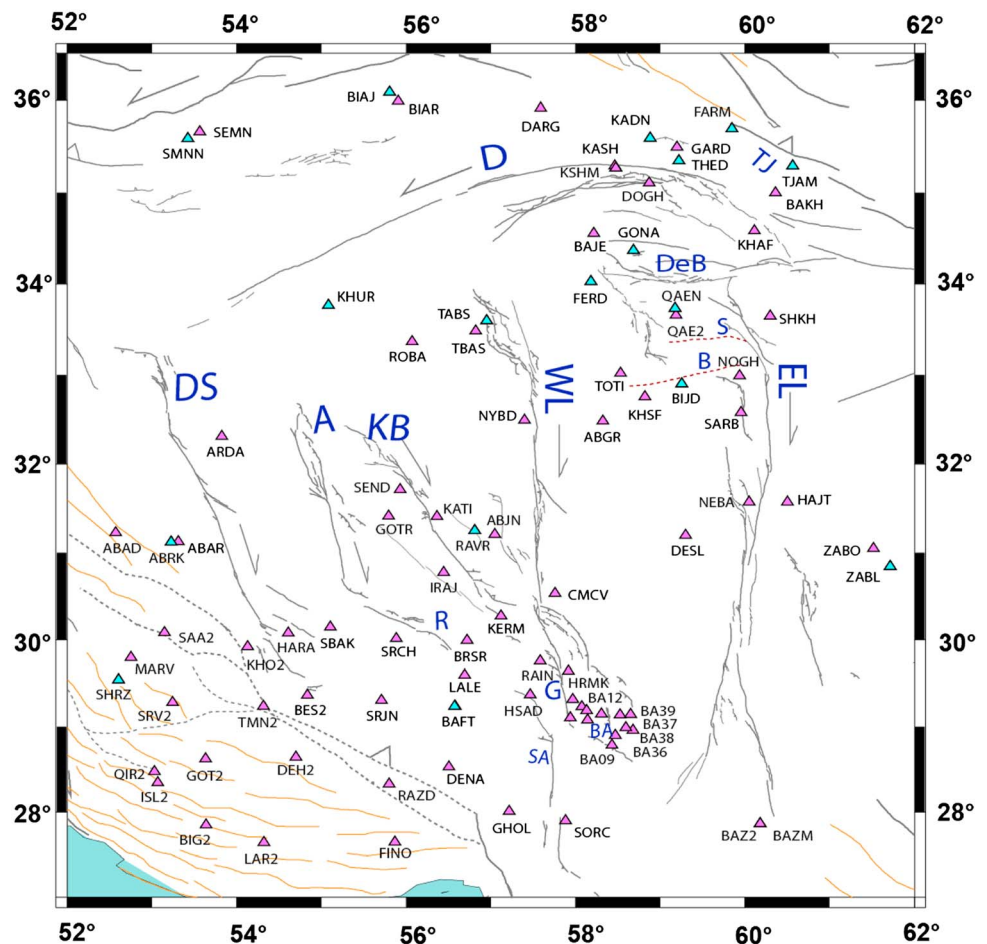 52° 54° 56° 58° 60° 62°
36° 36°
BIAJ
BIAR
DARG
KADN
FARM
SEMN
SMNN
KASH
GARD
KSHM
THED
TJ
D
TJAM
DOGH
BAKH
BAJE
GONA
KHAF
34° 34°
DeB
FERD
KHUR
QAEN
TABS
SHKH
TBAS
QAE2
S
ROBA
B
NOGH
DS
WL
EL
TOTI
BIJD
KHSF
A
KB
NYBD
ABGR
SARB
ARDA
32° 32°
SEND
KATI
NEBA
HAJT
GOTR
ABJN
ABAD
ABRK
ABAR
RAVR
DESL
ZABO
ZABL
IRAJ
CMCV
R
KERM
30° 30°
SAA2
HARA
SBAK
SRCH
KHO2
BRSR
MARV
RAIN
HRMK
SHRZ
LALE
G
BA12
SRV2
TMN2
BES2
SRJN
BAFT
HSAD
BA39
BA37
BA
BA38
BA36
SA
BA09
QIR2
GOT2
DEH2
DENA
ISL2
RAZD
28° 28°
GHOL
SORC
BIG2
BAZ2
BAZM
LAR2
FINO
52° 54° 56° 58° 60° 62°